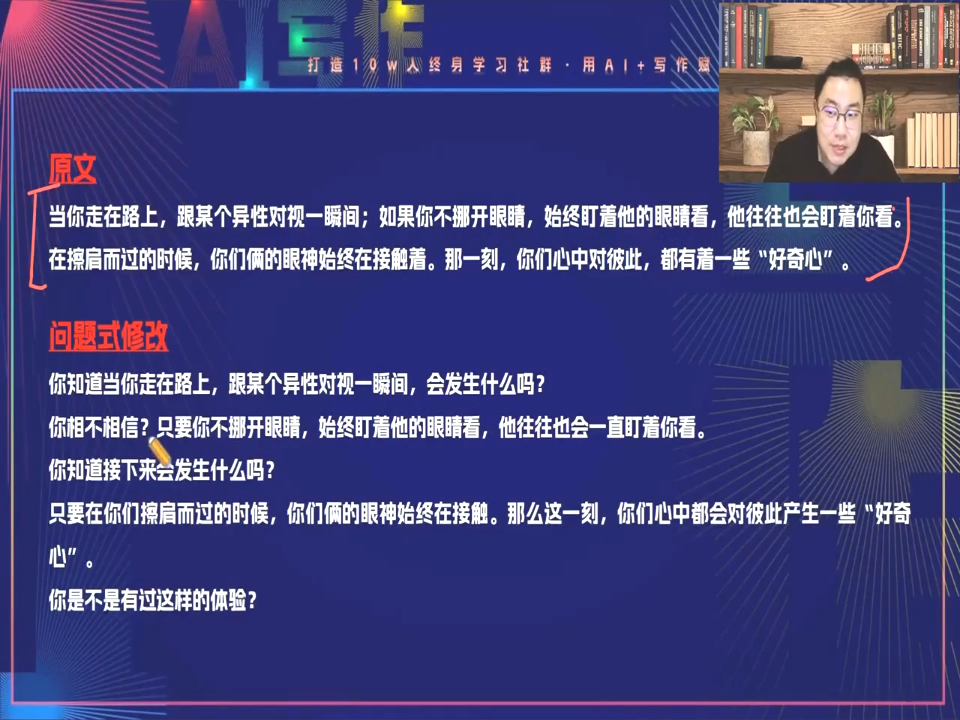 AI写作
打造10w人终身学习社群·用AI+写作赋
原文
当你走在路上，跟某个异性对视一瞬间；如果你不挪开眼睛，始终盯着他的眼睛看，他往往也会盯着你看。
在擦肩而过的时候，你们俩的眼神始终在接触着。那一刻，你们心中对彼此，都有着一些“好奇心”。
问题式修改
你知道当你走在路上，跟某个异性对视一瞬间，会发生什么吗？
你相不相信？只要你不挪开眼睛，始终盯着他的眼睛看，他往往也会一直盯着你看。
你知道接下来会发生什么吗？
只要在你们擦肩而过的时候，你们俩的眼神始终在接触。那么这一刻，你们心中都会对彼此产生一些“好奇
心”。
你是不是有过这样的体验？